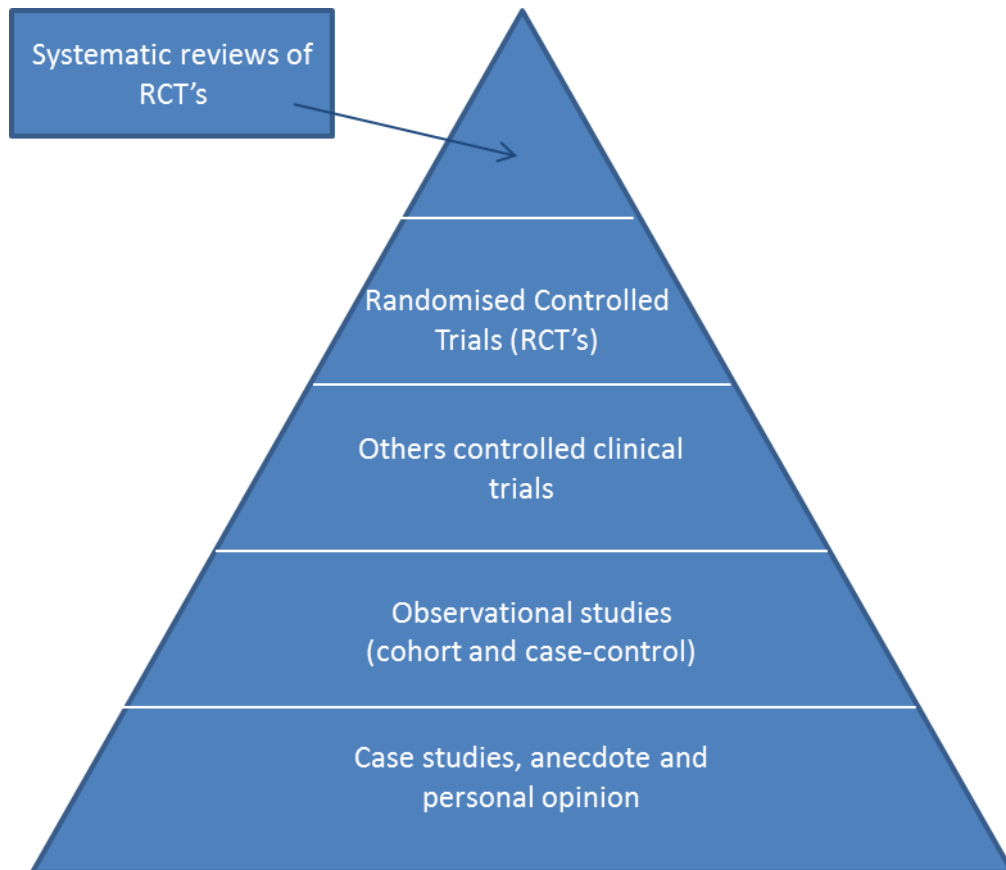 Systematic reviews of
RCT’s
Randomised Controlled
Trials (RCT’s)
Others controlled clinical
trials
Observational studies
(cohort and case-control)
Case studies, anecdote and
personal opinion